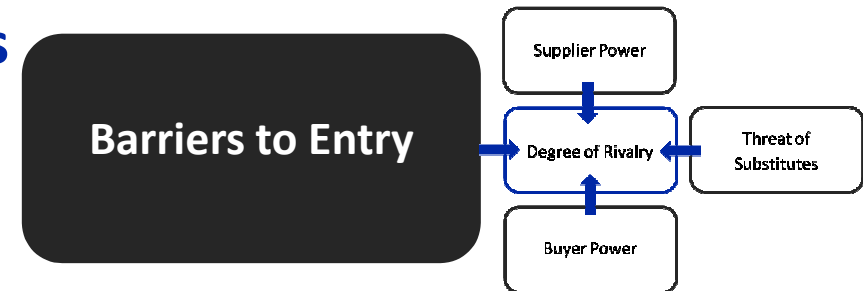 s
Barriers to Entry
Supplier Power
Degree of Rivalry
Threat of
Substitutes
Buyer Power